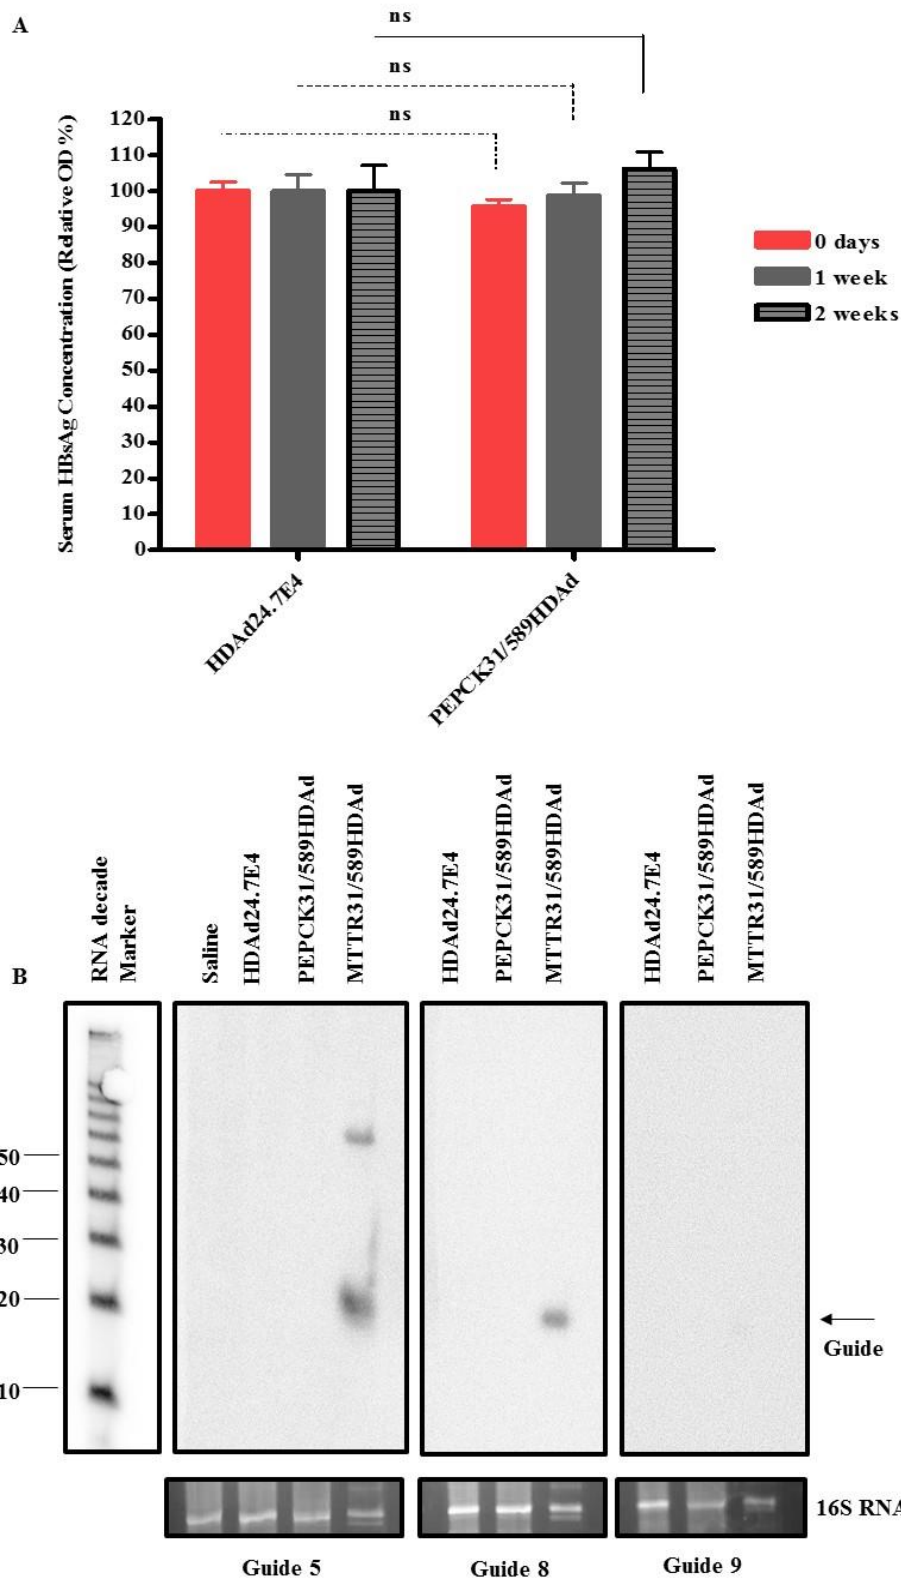 A
ns
ns
ns
Serum HBsAg Concentration (Relative OD %)
120
110
100
90
80
70
60
50
40
30
20
10
0
0 days
1 week
2 weeks
HDAd24.7E4
PEPCK31/589HDAd
B
RNA decade
Marker
Saline
HDAd24.7E4
PEPCK31/589HDAd
MTTR31/589HDAd
HDAd24.7E4
PEPCK31/589HDAd
MTTR31/589HDAd
HDAd24.7E4
PEPCK31/589HDAd
MTTR31/589HDAd
50
40
30
20
10
Guide
16S RNA
Guide 5
Guide 8
Guide 9